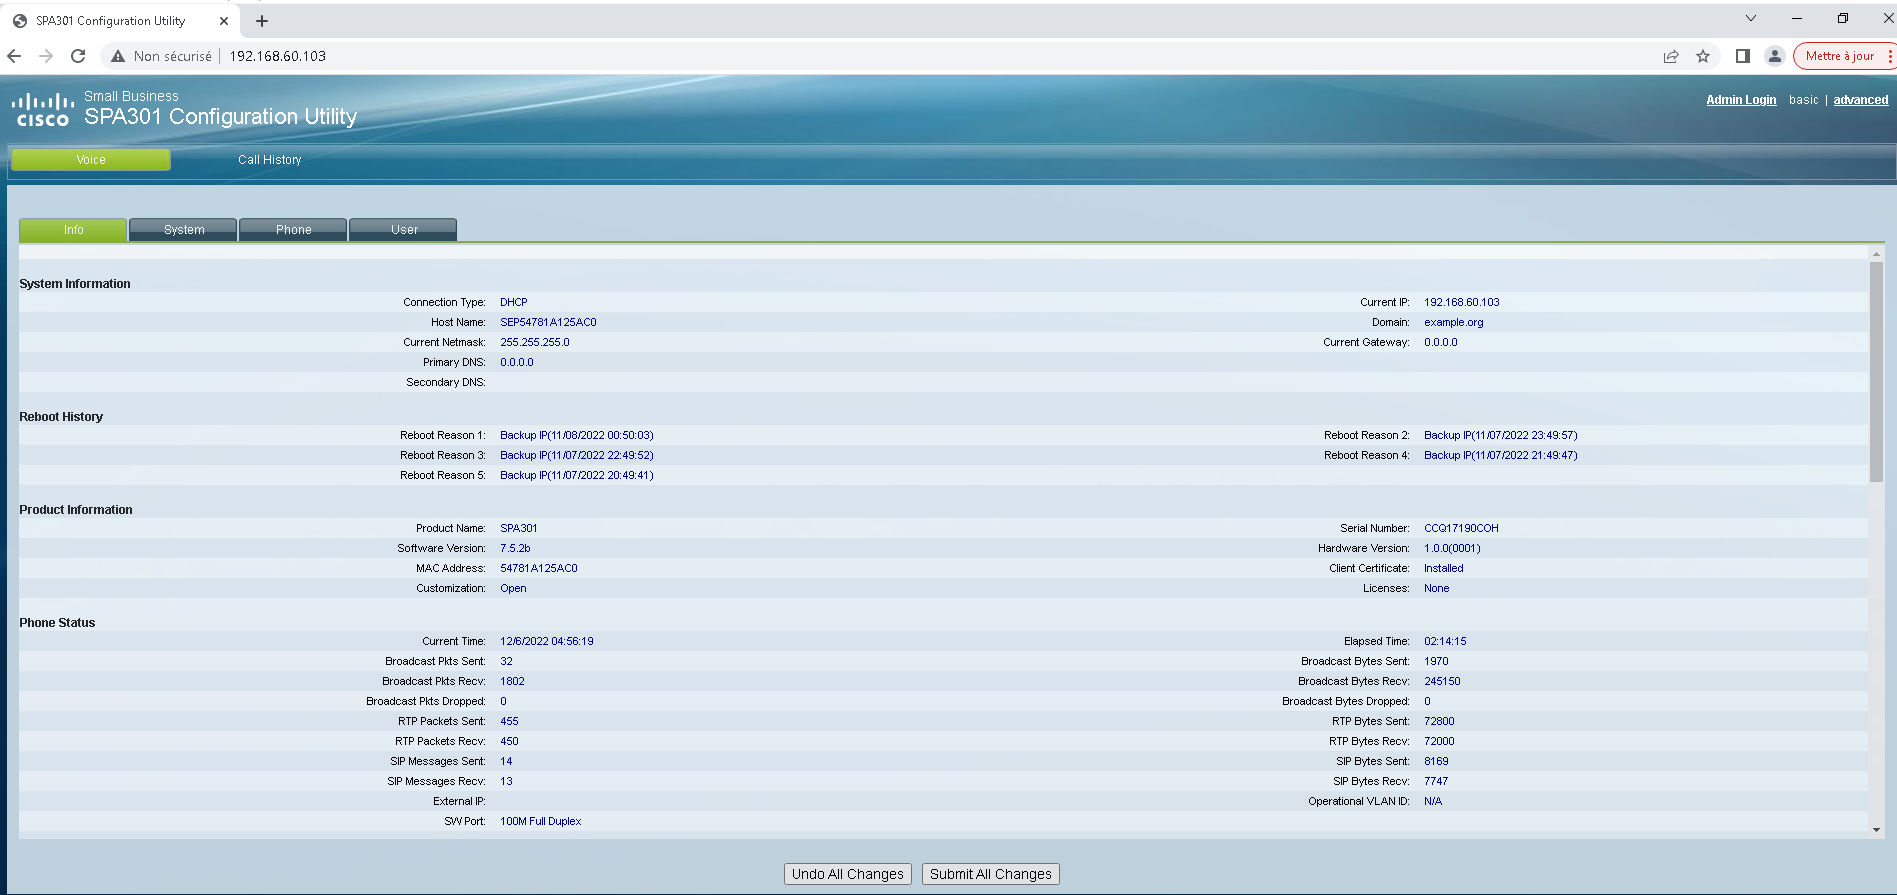 SPA301 Configuration Utility
Non sécurisé | 192.168.60.103
Mettre à jour
Small Business
cisco SPA301 Configuration Utility
Admin Login basic | advanced
Voice Call History
Info System Phone User
System Information
Connection Type: DHCP Current IP: 192.168.60.103
Host Name: SEP54781A125AC0 Domain: example.org
Current Netmask: 255.255.255.0 Current Gateway: 0.0.0.0
Primary DNS: 0.0.0.0
Secondary DNS:
Reboot History
Reboot Reason 1: Backup IP(11/08/2022 00:50:03) Reboot Reason 2: Backup IP(11/07/2022 23:49:57)
Reboot Reason 3: Backup IP(11/07/2022 22:49:52) Reboot Reason 4: Backup IP(11/07/2022 21:49:47)
Reboot Reason 5: Backup IP(11/07/2022 20:49:41)
Product Information
Product Name: SPA301 Serial Number: CCQ17190COH
Software Version: 7.5.2b Hardware Version: 1.0.0(0001)
MAC Address: 54781A125AC0 Client Certificate: Installed
Customization: Open Licenses: None
Phone Status
Current Time: 12/6/2022 04:56:19 Elapsed Time: 02:14:15
Broadcast Pkts Sent: 32 Broadcast Bytes Sent: 1970
Broadcast Pkts Recv: 1802 Broadcast Bytes Recv: 245150
Broadcast Pkts Dropped: 0 Broadcast Bytes Dropped: 0
RTP Packets Sent: 455 RTP Bytes Sent: 72800
RTP Packets Recv: 450 RTP Bytes Recv: 72000
SIP Messages Sent: 14 SIP Bytes Sent: 8169
SIP Messages Recv: 13 SIP Bytes Recv: 7747
External IP: Operational VLAN ID: N/A
SW Port: 100M Full Duplex
Undo All Changes Submit All Changes